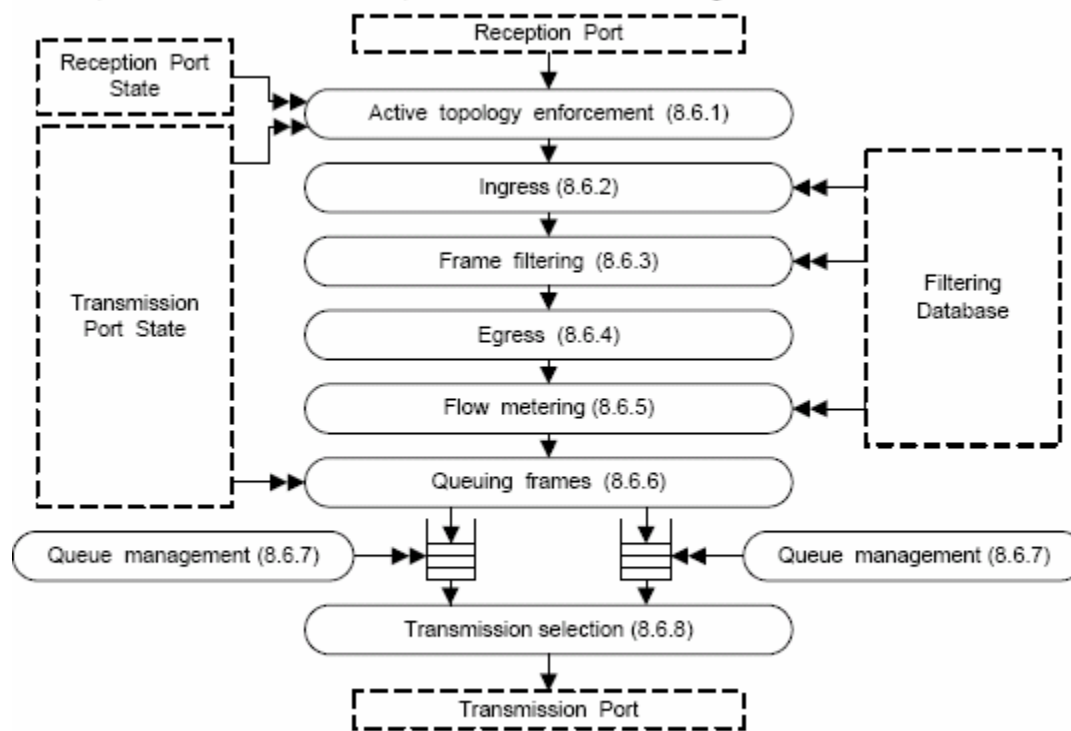 Reception Port
Reception Port
State
Active topology enforcement (8.6.1)
Ingress (8.6.2)
Frame filtering (8.6.3)
Transmission
Port State
Filtering
Database
Egress (8.6.4)
Flow metering (8.6.5)
Queuing frames (8.6.6)
Queue management (8.6.7)
Queue management (8.6.7)
Transmission selection (8.6.8)
Transmission Port